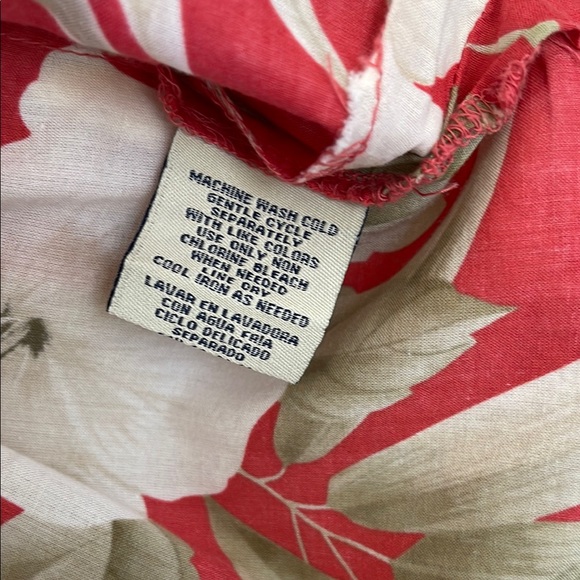 MACHINE WASH COLD
GENTLE CYCLE
SEPARATELY
WITH LIKE COLORS
USE ONLY NON
CHLORINE BLEACH
WHEN NEEDED
LINE DRY
COOL IRON AS NEEDED
LAVAR EN LAVADORA
CON AGUA FRIA
CICLO DELICADO
SEPARADO